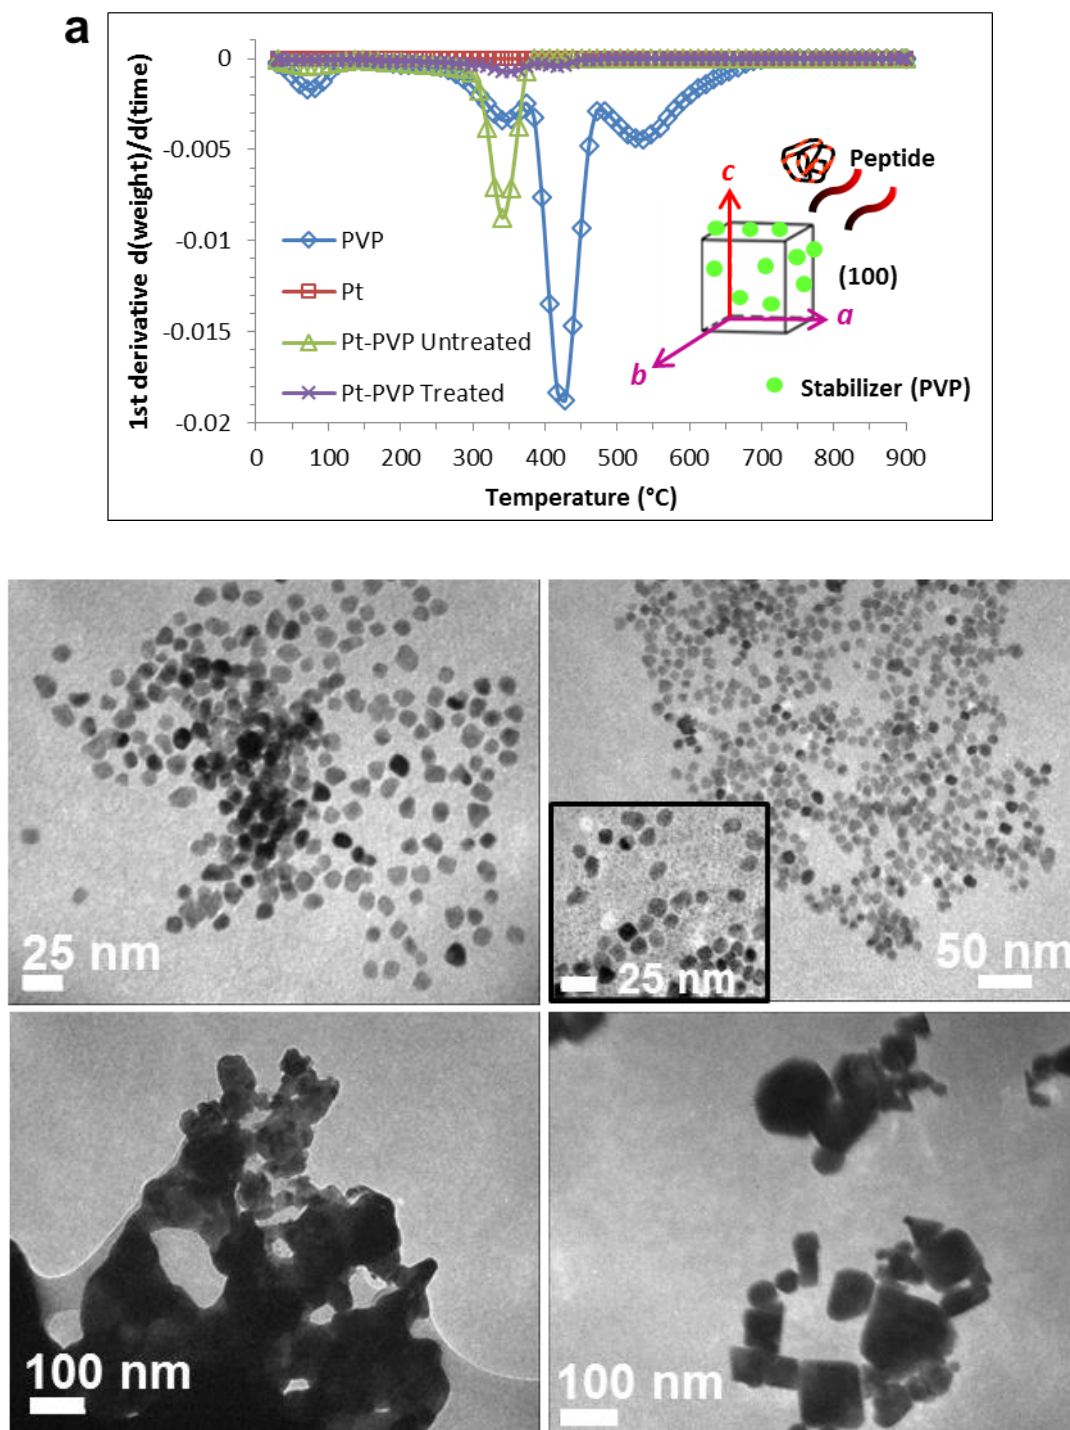 a
1st derivative d(weight)/d(time)
0
-0.005
-0.01
-0.015
-0.02
PVP
Pt
Pt-PVP Untreated
Pt-PVP Treated
Peptide
c
(100)
a
b
Stabilizer (PVP)
0 100 200 300 400 500 600 700 800 900
Temperature (°C)
25 nm
25 nm
50 nm
100 nm
100 nm